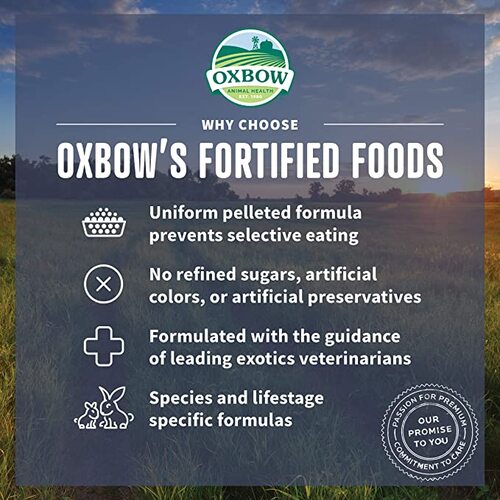 OXBOW
ANIMAL HEALTH
EST. 1980
WHY CHOOSE
OXBOW'S FORTIFIED FOODS
Uniform pelleted formula
prevents selective eating
No refined sugars, artificial
colors, or artificial preservatives
Formulated with the guidance
of leading exotics veterinarians
Species and lifestage
specific formulas
PASSION FOR PREMIUM
OUR
PROMISE
TO YOU
COMMITMENT TO CARE